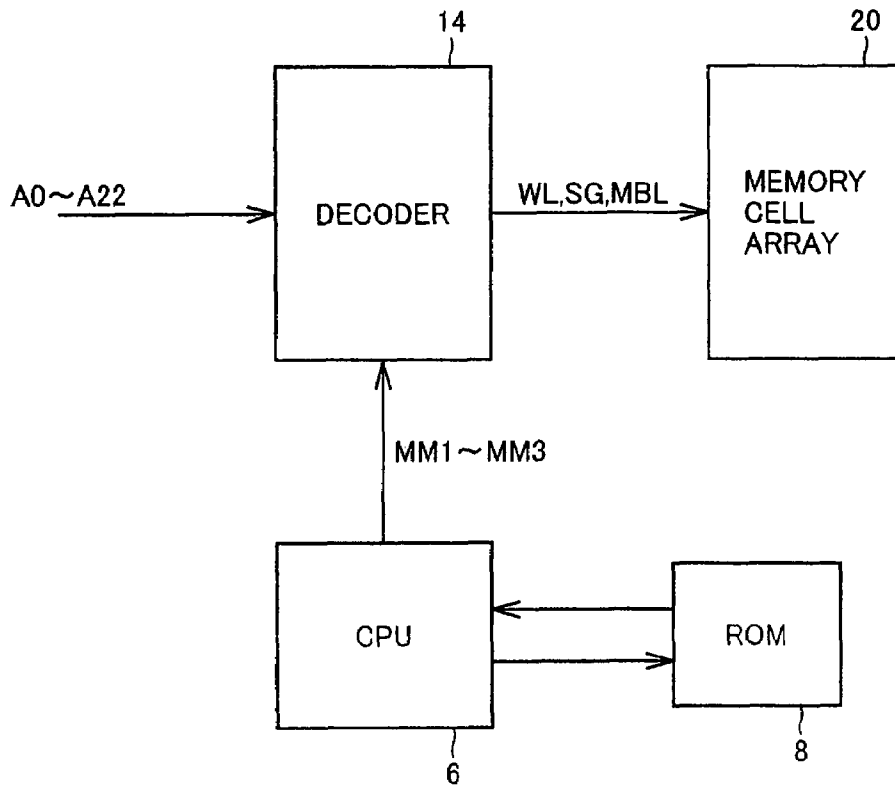 14
20
A0～A22
DECODER
WL,SG,MBL
MEMORY
CELL
ARRAY
MM1～MM3
CPU
ROM
6
8